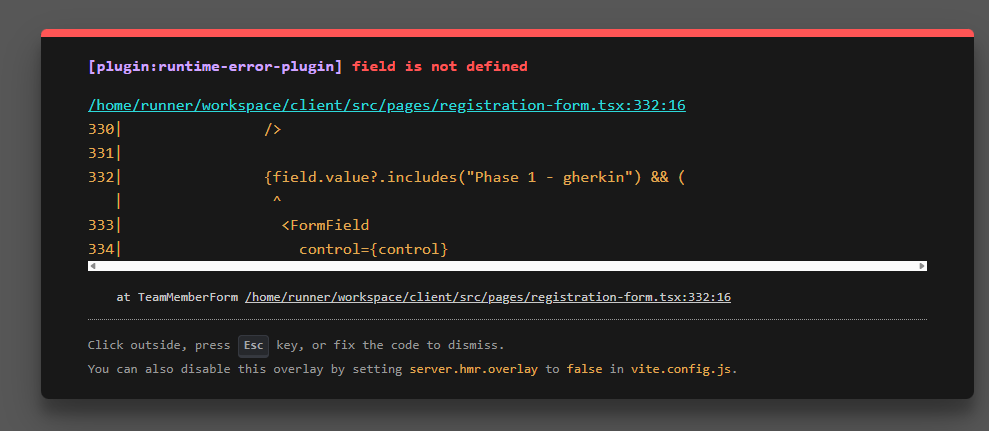 [plugin:runtime-error-plugin] field is not defined
/home/runner/workspace/client/src/pages/registration-form.tsx:332:16
330|                 />
331|
332|                 {field.value?.includes("Phase 1 - gherkin") && (
   |                  ^
333|                   <FormField
334|                     control={control}
at TeamMemberForm /home/runner/workspace/client/src/pages/registration-form.tsx:332:16
Click outside, press Esc key, or fix the code to dismiss.
You can also disable this overlay by setting server.hmr.overlay to false in vite.config.js.